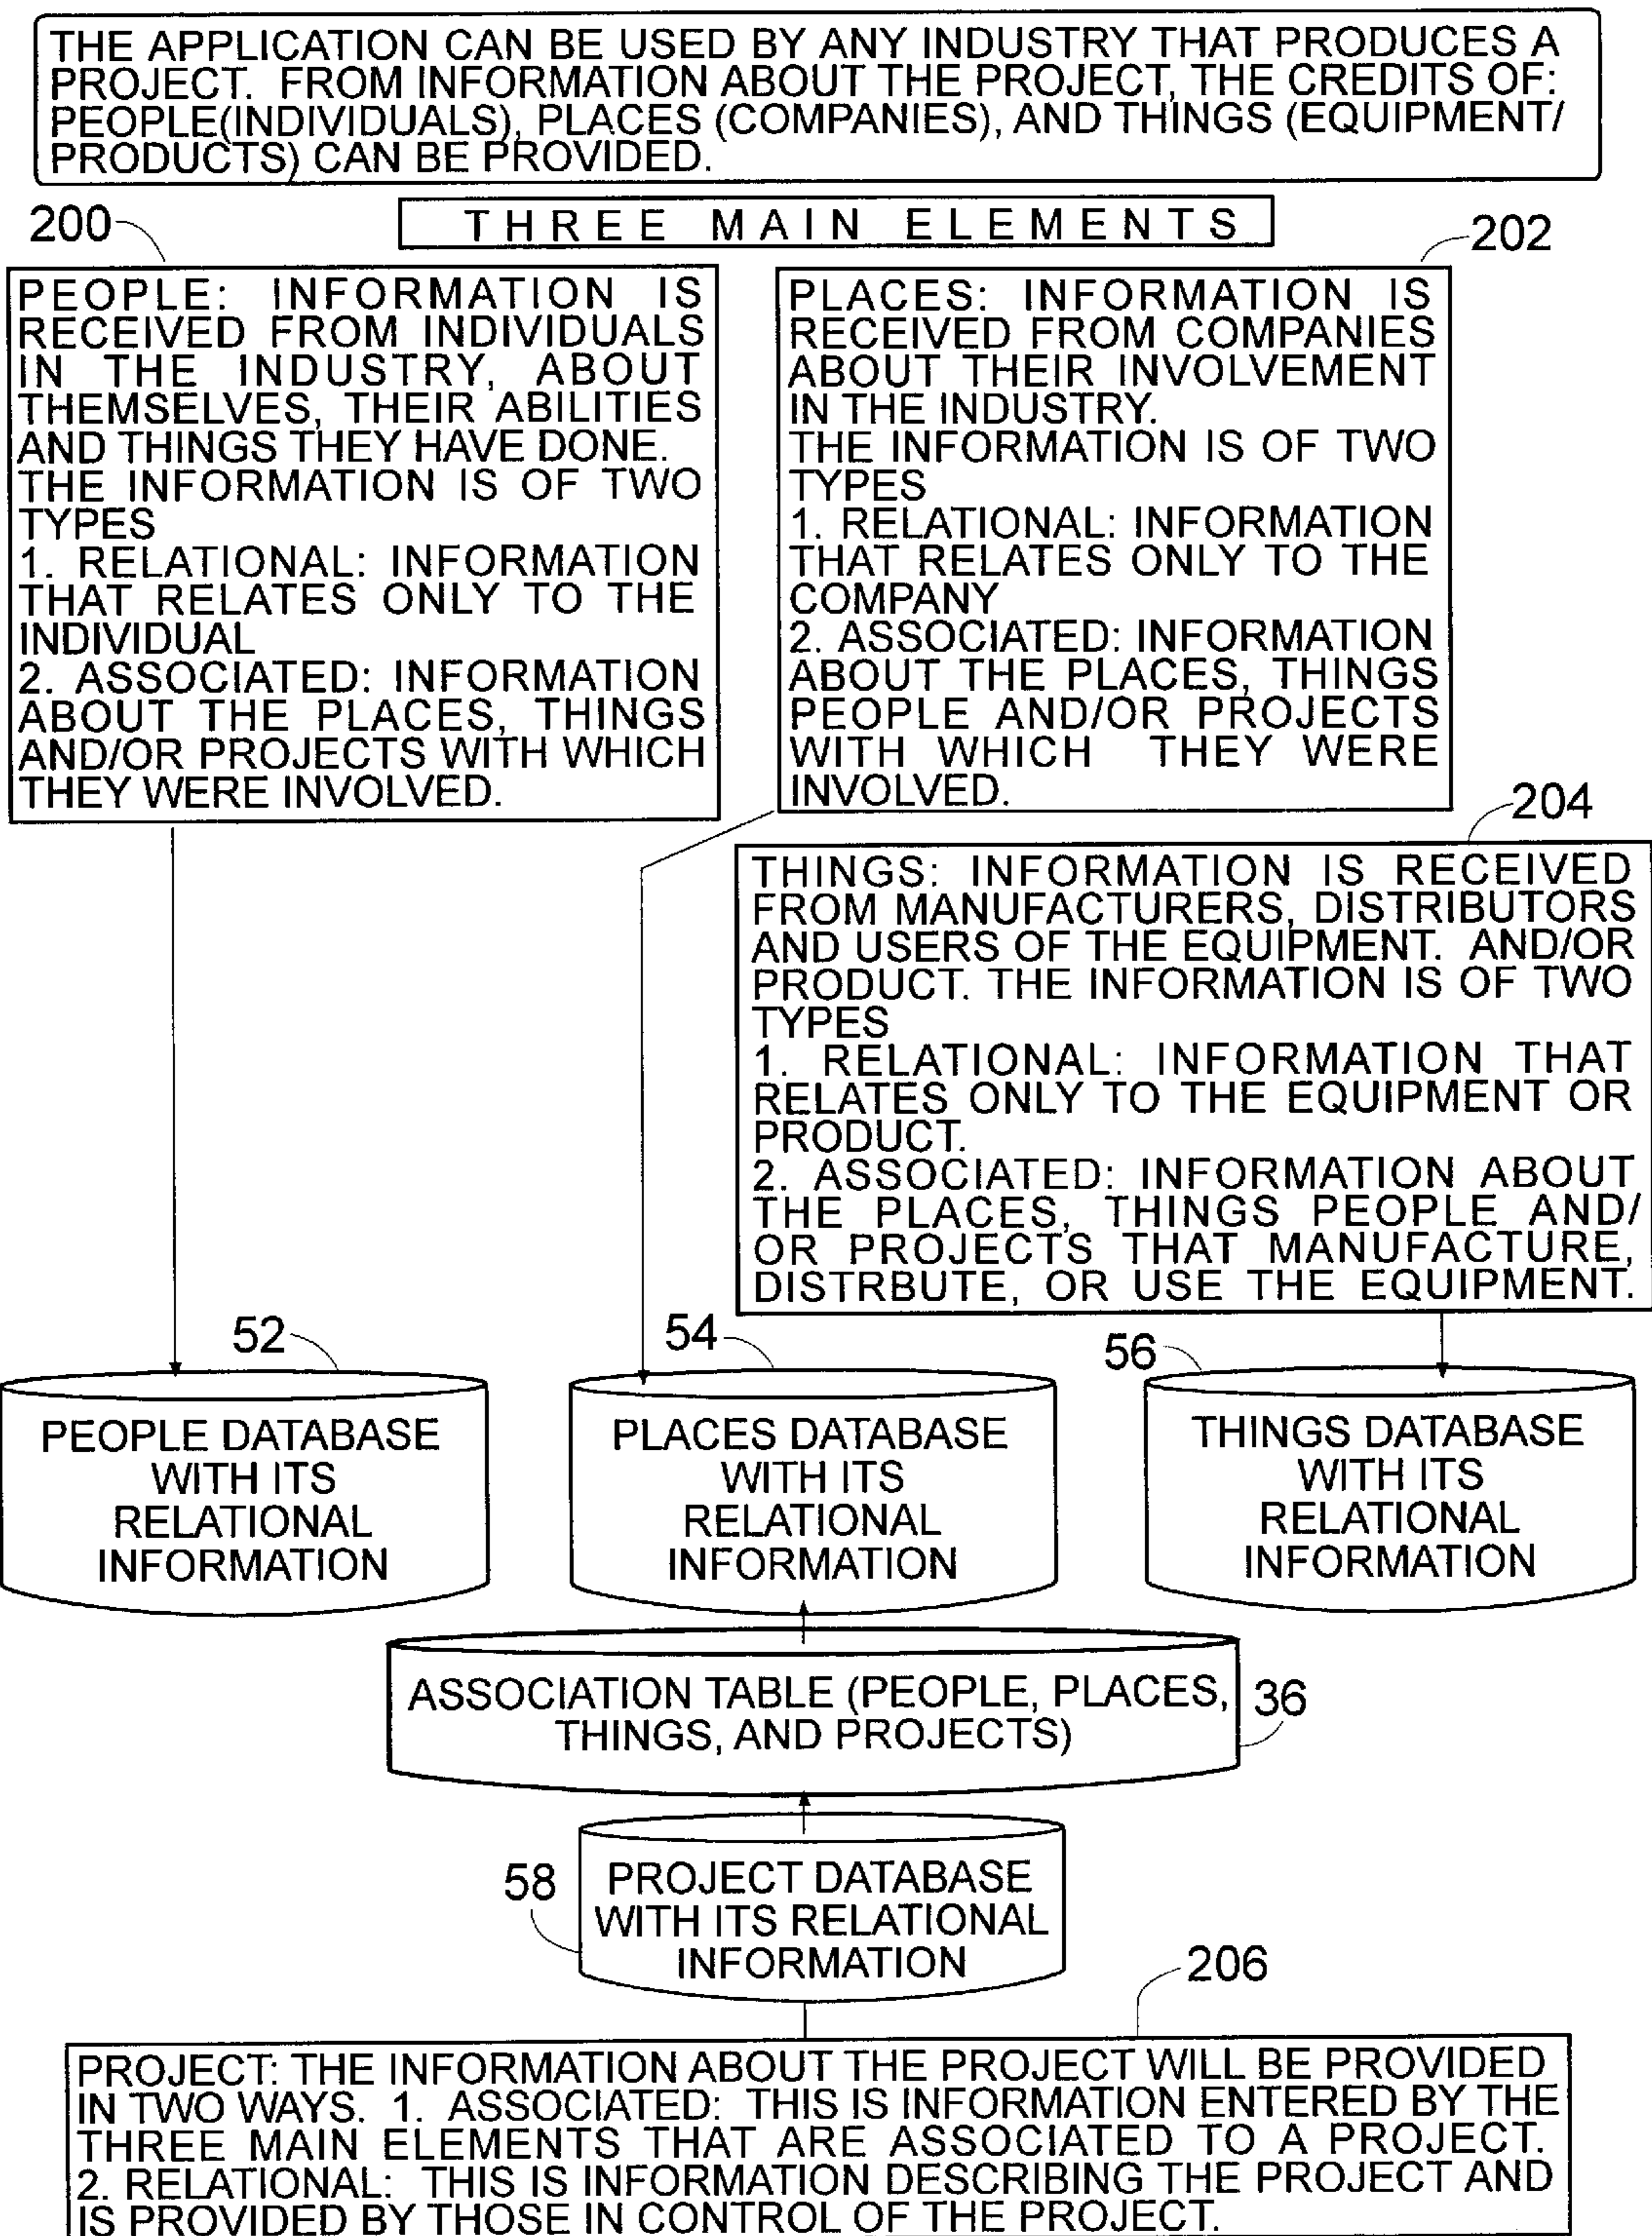 THE APPLICATION CAN BE USED BY ANY INDUSTRY THAT PRODUCES A
PROJECT. FROM INFORMATION ABOUT THE PROJECT, THE CREDITS OF:
PEOPLE(INDIVIDUALS), PLACES (COMPANIES), AND THINGS (EQUIPMENT/
PRODUCTS) CAN BE PROVIDED.
THREE MAIN ELEMENTS
200
202
PEOPLE: INFORMATION IS
RECEIVED FROM INDIVIDUALS
IN THE INDUSTRY, ABOUT
THEMSELVES, THEIR ABILITIES
AND THINGS THEY HAVE DONE.
THE INFORMATION IS OF TWO
TYPES
1. RELATIONAL: INFORMATION
THAT RELATES ONLY TO THE
INDIVIDUAL
2. ASSOCIATED: INFORMATION
ABOUT THE PLACES, THINGS
AND/OR PROJECTS WITH WHICH
THEY WERE INVOLVED.
PLACES: INFORMATION IS
RECEIVED FROM COMPANIES
ABOUT THEIR INVOLVEMENT
IN THE INDUSTRY.
THE INFORMATION IS OF TWO
TYPES
1. RELATIONAL: INFORMATION
THAT RELATES ONLY TO THE
COMPANY
2. ASSOCIATED: INFORMATION
ABOUT THE PLACES, THINGS
PEOPLE AND/OR PROJECTS
WITH WHICH THEY WERE
INVOLVED.
204
THINGS: INFORMATION IS RECEIVED
FROM MANUFACTURERS, DISTRIBUTORS
AND USERS OF THE EQUIPMENT. AND/OR
PRODUCT. THE INFORMATION IS OF TWO
TYPES
1. RELATIONAL: INFORMATION THAT
RELATES ONLY TO THE EQUIPMENT OR
PRODUCT.
2. ASSOCIATED: INFORMATION ABOUT
THE PLACES, THINGS PEOPLE AND/
OR PROJECTS THAT MANUFACTURE,
DISTRBUTE, OR USE THE EQUIPMENT.
52
54
56
PEOPLE DATABASE
WITH ITS
RELATIONAL
INFORMATION
PLACES DATABASE
WITH ITS
RELATIONAL
INFORMATION
THINGS DATABASE
WITH ITS
RELATIONAL
INFORMATION
ASSOCIATION TABLE (PEOPLE, PLACES,
THINGS, AND PROJECTS)
36
58
PROJECT DATABASE
WITH ITS RELATIONAL
INFORMATION
206
PROJECT: THE INFORMATION ABOUT THE PROJECT WILL BE PROVIDED
IN TWO WAYS. 1. ASSOCIATED: THIS IS INFORMATION ENTERED BY THE
THREE MAIN ELEMENTS THAT ARE ASSOCIATED TO A PROJECT.
2. RELATIONAL: THIS IS INFORMATION DESCRIBING THE PROJECT AND
IS PROVIDED BY THOSE IN CONTROL OF THE PROJECT.